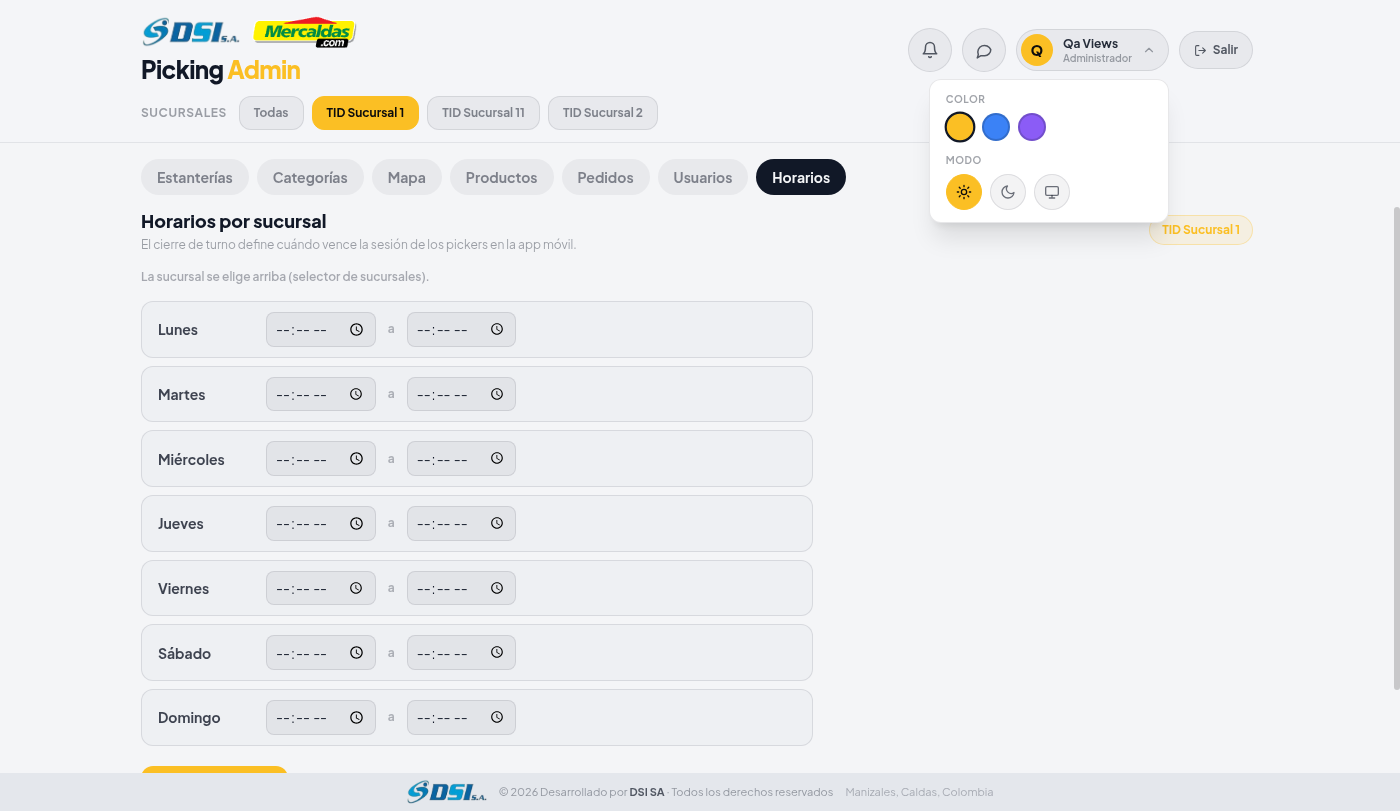 DSI S.A. Mercaldas .com
Picking Admin
Q Qa Views
Administrador
Salir
SUCURSALES Todas TID Sucursal 1 TID Sucursal 11 TID Sucursal 2
COLOR
MODO
Estanterías Categorías Mapa Productos Pedidos Usuarios Horarios
Horarios por sucursal
El cierre de turno define cuándo vence la sesión de los pickers en la app móvil.
TID Sucursal 1
La sucursal se elige arriba (selector de sucursales).
Lunes --:-- -- a --:-- --
Martes --:-- -- a --:-- --
Miércoles --:-- -- a --:-- --
Jueves --:-- -- a --:-- --
Viernes --:-- -- a --:-- --
Sábado --:-- -- a --:-- --
Domingo --:-- -- a --:-- --
DSI S.A. © 2026 Desarrollado por DSI SA · Todos los derechos reservados Manizales, Caldas, Colombia